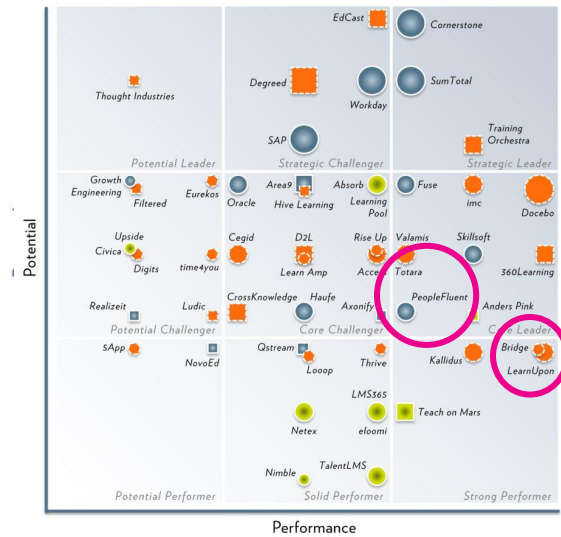 EdCast
Cornerstone
Thought Industries
Degreed
Workday
SumTotal
SAP
Training
Orchestra
Potential Leader
Strategic Challenger
Strategic Leader
Growth
Engineering
Filtered
Eurekos
Oracle
Area9
Hive Learning
Absorb
Learning
Pool
Fuse
imc
Docebo
Upside
Civica
Digits
time4you
Cegid
D2L
Learn Amp
Rise Up
Access
Valamis
Totara
Skillsoft
360Learning
Realizeit
Ludic
CrossKnowledge
Haufe
Axonify
PeopleFluent
Anders Pink
Potential Challenger
Core Challenger
Core Leader
sApp
NovoEd
Qstream
Looop
Thrive
Kallidus
Bridge
LearnUpon
LMS365
Netex
eloomi
Teach on Mars
Nimble
TalentLMS
Potential Performer
Solid Performer
Strong Performer
Potential
Performance